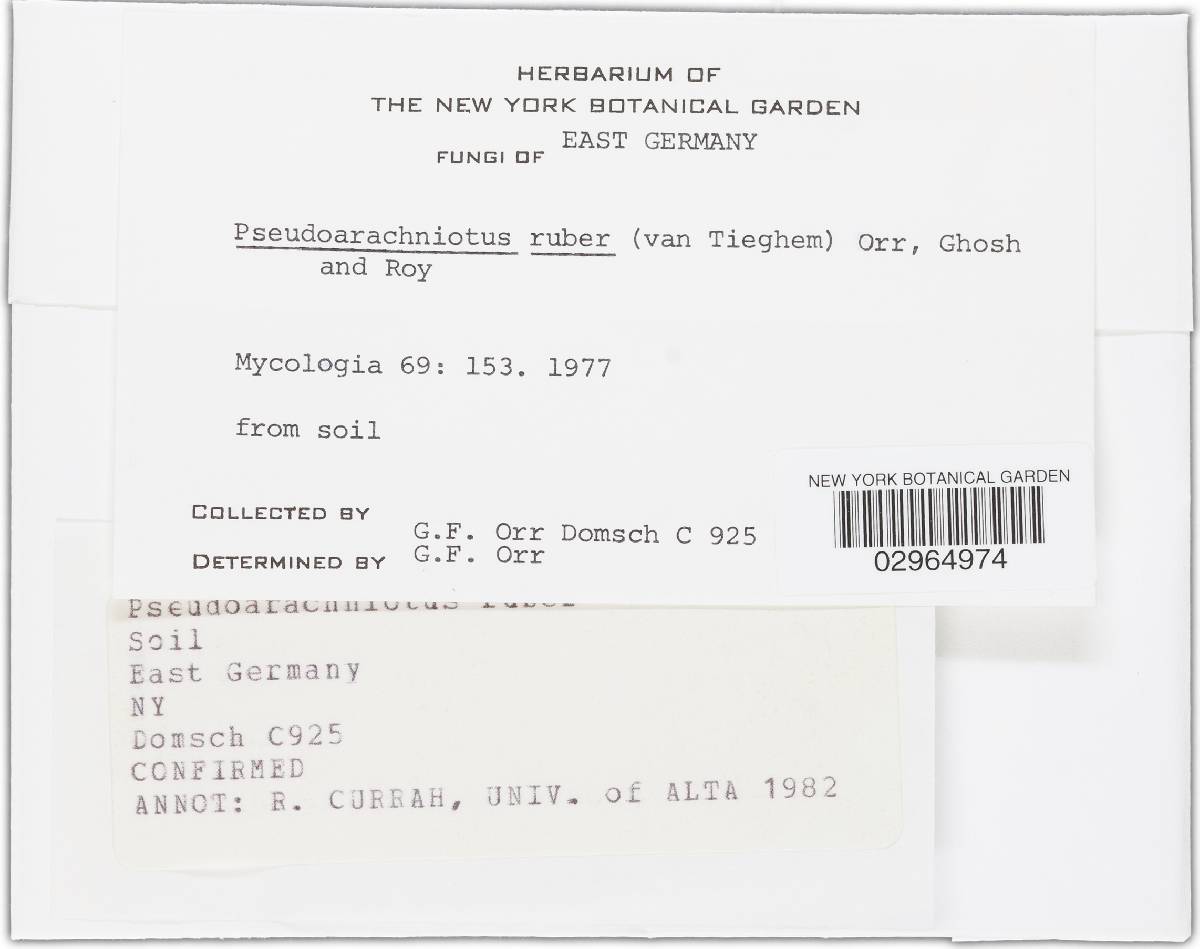 HERBARIUM OF
THE NEW YORK BOTANICAL GARDEN
FUNGI OF EAST GERMANY
Pseudoarachniotus ruber (van Tieghem) Orr, Ghosh
and Roy
Mycologia 69: 153. 1977
from soil
NEW YORK BOTANICAL GARDEN
02964974
COLLECTED BY G.F. Orr Domsch C 925
DETERMINED BY G.F. Orr
Pseudoarachniotus ruber
Soil
East Germany
NY
Domsch C925
CONFIRMED
ANNOT: R. CURRAH, UNIV. of ALTA 1982